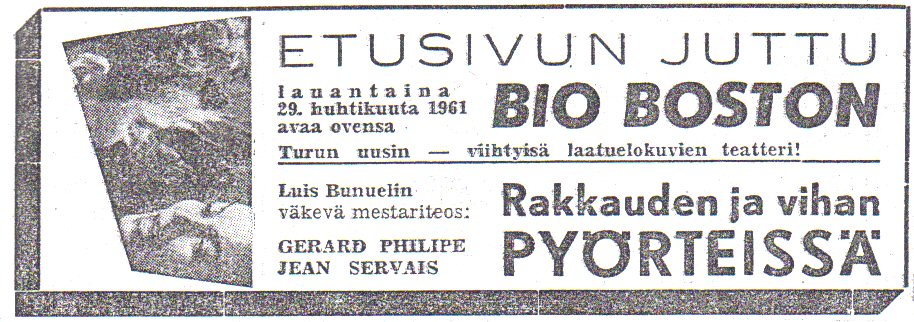 ETUSIVUN JUTTU
lauantaina
29. huhtikuuta 1961
avaa ovensa
BIO BOSTON
Turun uusin — viihtyisä laatuelokuvien teatteri!
Luis Bunuelin
väkevä mestariteos:
GERARD PHILIPE
JEAN SERVAIS
Rakkauden ja vihan
PYÖRTEISSÄ